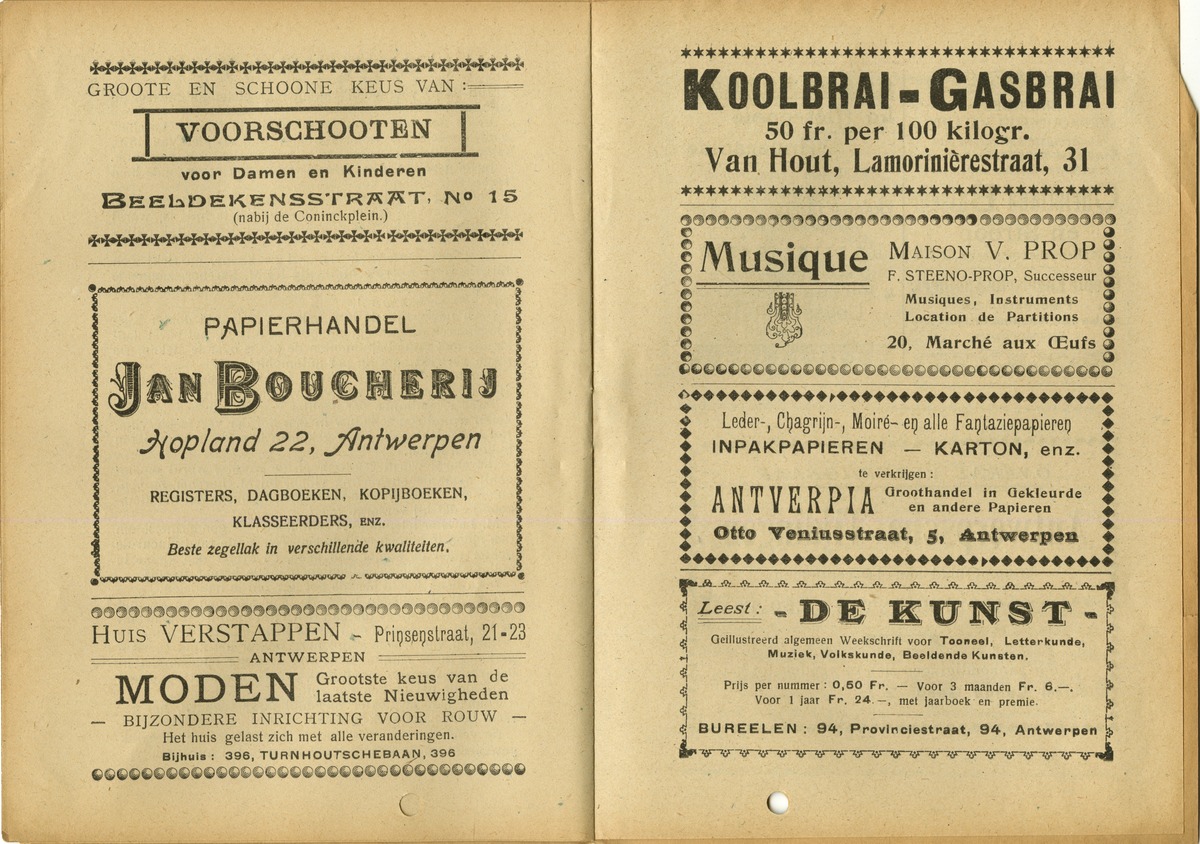 GROOTE EN SCHOONE KEUS VAN :
VOORSCHOOTEN
voor Damen en Kinderen
BEELDEKENSSTRAAT, No 15
(nabij de Coninckplein.)
PAPIERHANDEL
JAN BOUCHERIJ
Hopland 22, Antwerpen
REGISTERS, DAGBOEKEN, KOPIJBOEKEN,
KLASSEERDERS, ENZ.
Beste zegellak in verschillende kwaliteiten.
HUIS VERSTAPPEN - Prinsenstraat, 21-23
ANTWERPEN
MODEN Grootste keus van de
laatste Nieuwigheden
— BIJZONDERE INRICHTING VOOR ROUW —
Het huis gelast zich met alle veranderingen.
Bijhuis : 396, TURNHOUTSCHEBAAN, 396
KOOLBRAI - GASBRAI
50 fr. per 100 kilogr.
Van Hout, Lamorinièrestraat, 31
Musique
MAISON V. PROP
F. STEENO-PROP, Successeur
Musiques, Instruments
Location de Partitions
20, Marché aux Œufs
Leder-, Chagrijn-, Moiré- en alle Fantaziepapieren
INPAKPAPIEREN — KARTON, enz.
te verkrijgen :
ANTVERPIA Groothandel in Gekleurde
en andere Papieren
Otto Veniusstraat, 5, Antwerpen
Leest : - DE KUNST -
Geïllustreerd algemeen Weekschrift voor Tooneel, Letterkunde,
Muziek, Volkskunde, Beeldende Kunsten.
Prijs per nummer : 0,50 Fr. — Voor 3 maanden Fr. 6.—.
Voor 1 jaar Fr. 24.—, met jaarboek en premie.
BUREELEN : 94, Provinciestraat, 94, Antwerpen